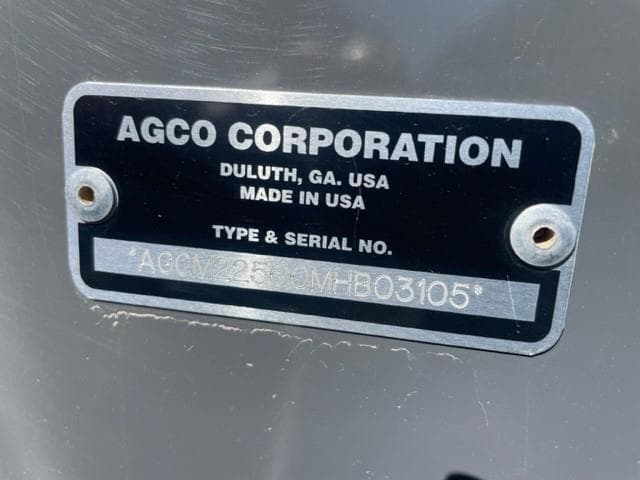 AGCO CORPORATION
DULUTH, GA. USA
MADE IN USA
TYPE & SERIAL NO.